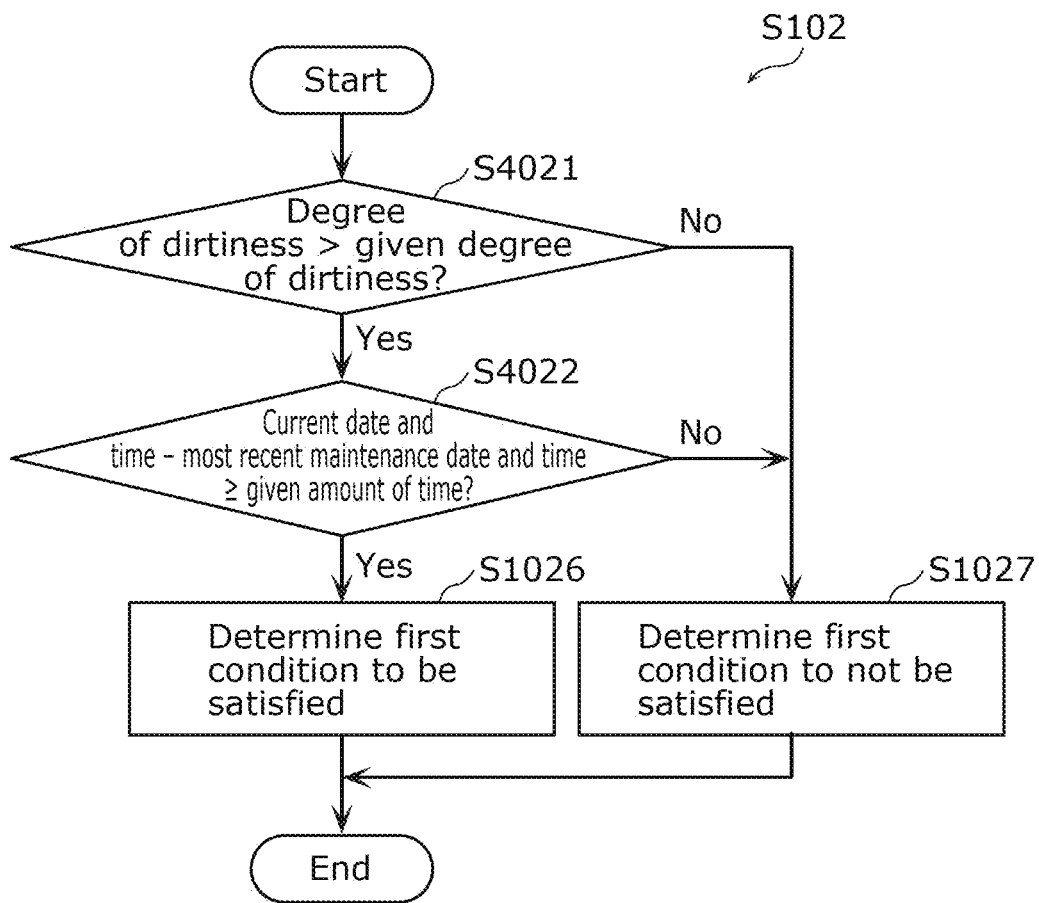 S102
Start
S4021
Degree
of dirtiness > given degree
of dirtiness?
No
Yes
S4022
Current date and
time – most recent maintenance date and time
≥ given amount of time?
No
Yes
S1026
Determine first
condition to be
satisfied
S1027
Determine first
condition to not be
satisfied
End